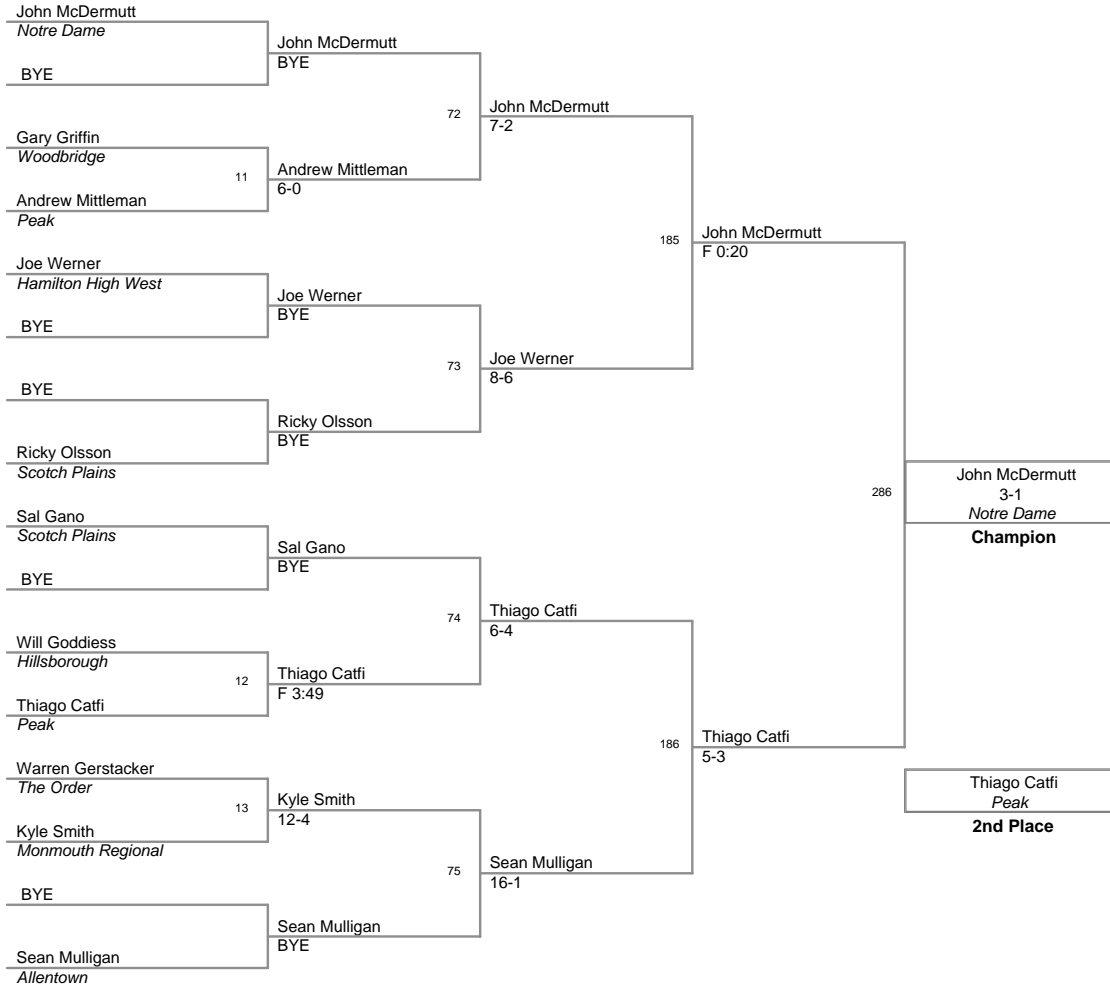 John McDermutt
Notre Dame
BYE
Gary Griffin
Woodbridge
11
Andrew Mittleman
Peak
Joe Werner
Hamilton High West
BYE
BYE
Ricky Olsson
Scotch Plains
Sal Gano
Scotch Plains
BYE
Will Goddiess
Hillsborough
12
Thiago Catfi
Peak
Warren Gerstacker
The Order
13
Kyle Smith
Monmouth Regional
BYE
Sean Mulligan
Allentown
John McDermutt
BYE
72
Andrew Mittleman
6-0
Joe Werner
BYE
73
Ricky Olsson
BYE
Sal Gano
BYE
74
Thiago Catfi
F 3:49
Kyle Smith
12-4
75
Sean Mulligan
BYE
John McDermutt
7-2
185
Joe Werner
8-6
Thiago Catfi
6-4
186
Sean Mulligan
16-1
John McDermutt
F 0:20
286
Thiago Catfi
5-3
John McDermutt
3-1
Notre Dame
Champion
Thiago Catfi
Peak
2nd Place